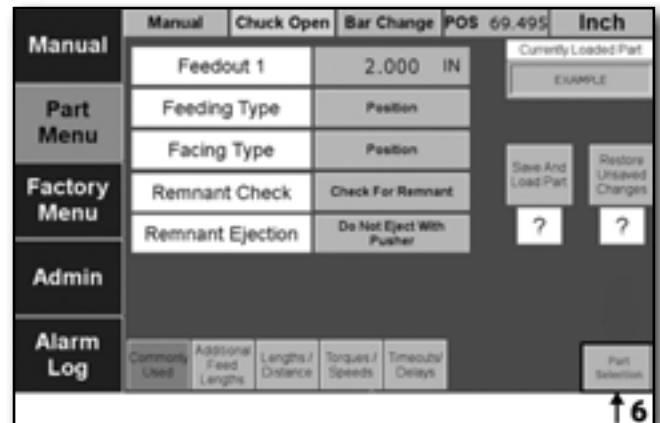 Manual Chuck Open Bar Change POS 69.495 Inch
Manual
Part
Menu
Factory
Menu
Admin
Alarm
Log
Currently Loaded Part
EXAMPLE
Feedout 1 2.000 IN
Feeding Type Position
Facing Type Position
Remnant Check Check For Remnant
Remnant Ejection Do Not Eject With
Pusher
Save And
Load Part
Restore
Unsaved
Changes
? ?
Commonly
Used
Additional
Feed
Lengths
Lengths /
Distance
Torques /
Speeds
Timeouts/
Delays
Part
Selection
6